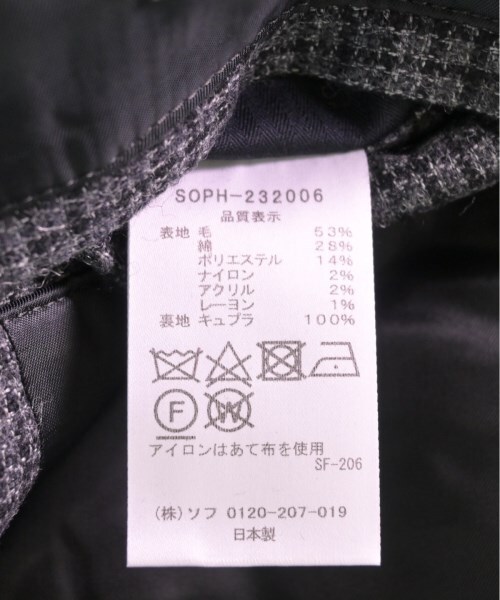 SOPH-232006
品質表示
表地 毛 53%
綿 28%
ポリエステル 14%
ナイロン 2%
アクリル 2%
レーヨン 1%
裏地 キュプラ 100%
F W
アイロンはあて布を使用
SF-206
(株)ソフ 0120-207-019
日本製